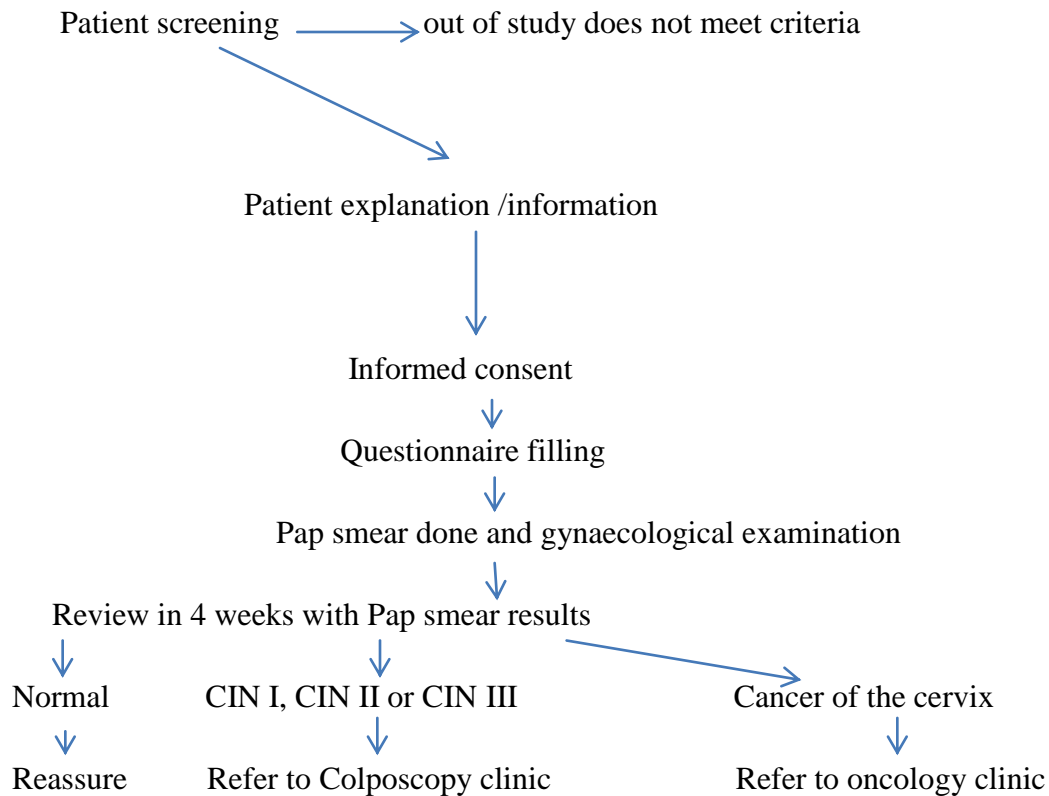 Patient screening out of study does not meet criteria
Patient explanation /information
Informed consent
Questionnaire filling
Pap smear done and gynaecological examination
Review in 4 weeks with Pap smear results
Normal CIN I, CIN II or CIN III Cancer of the cervix
Reassure Refer to Colposcopy clinic Refer to oncology clinic